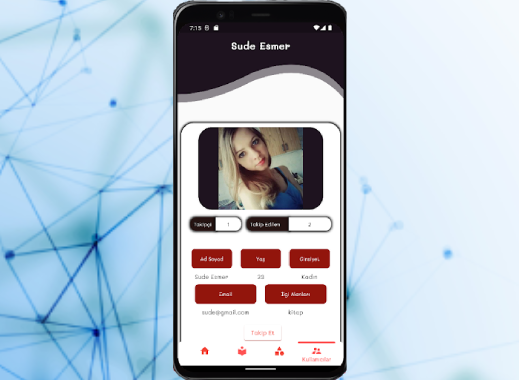 7:15
Sude Esmer
Takipçi 1 Takip Edilen 2
Ad Soyad Yaş Cinsiyet
Sude Esmer Kadın
Email İlgi Alanları
sude@gmail.com kitap
Takip Et
Kullanıcılar